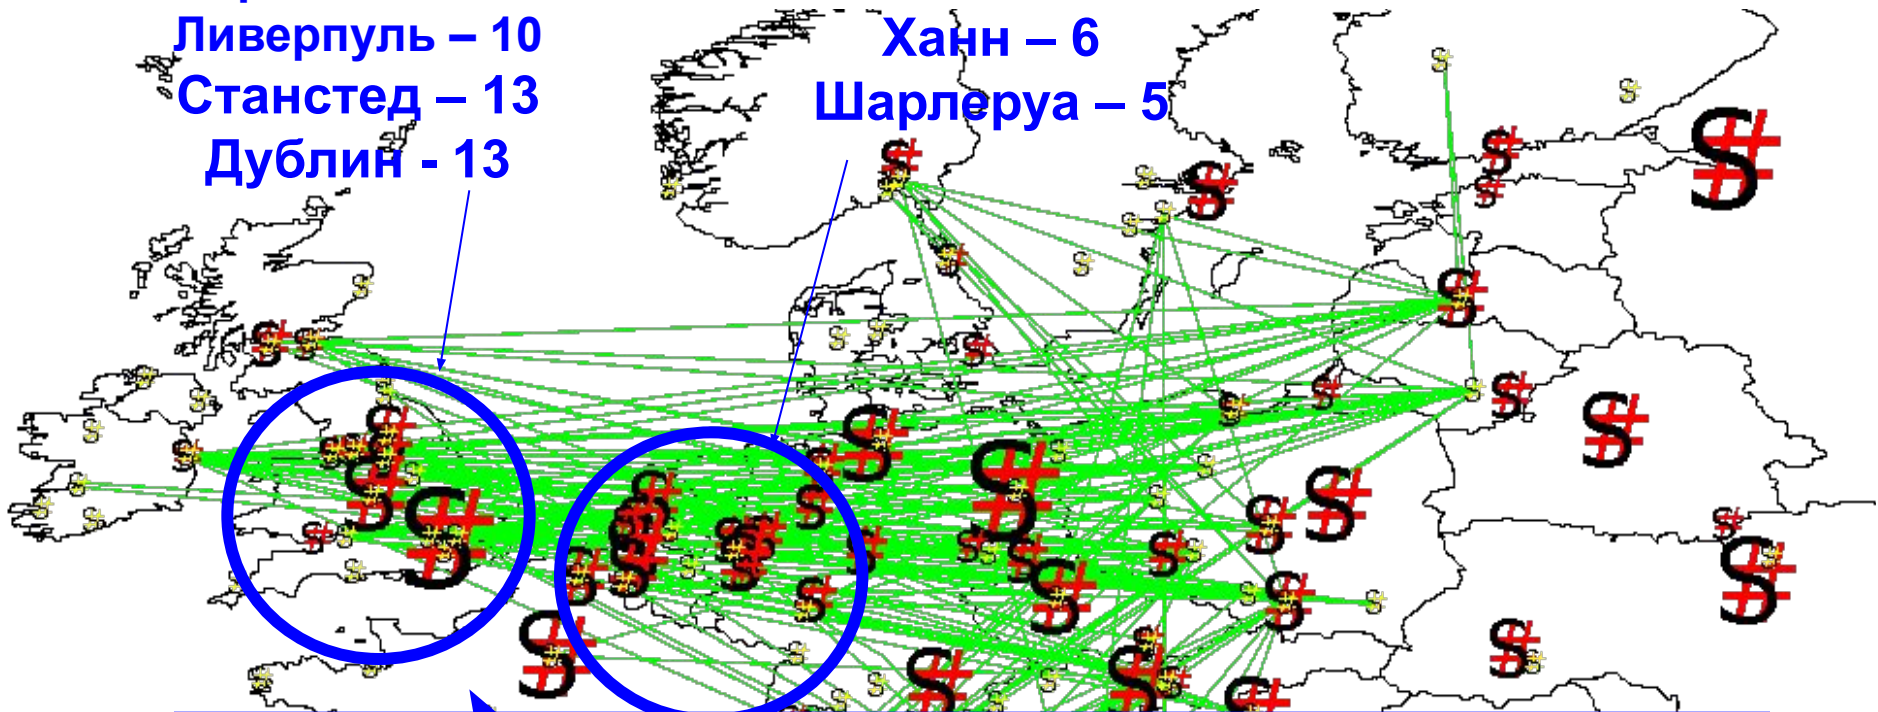 Ливерпуль – 10
Станстед – 13
Дублин - 13
Ханн – 6
Шарлеруа – 5